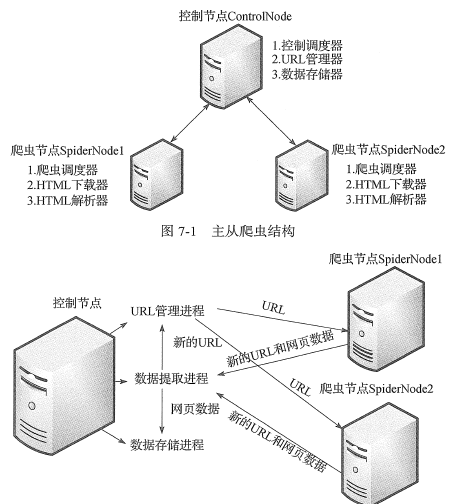 控制节点ControlNode
1.控制调度器
2.URL管理器
3.数据存储器
爬虫节点SpiderNode1
1.爬虫调度器
2.HTML下载器
3.HTML解析器
爬虫节点SpiderNode2
1.爬虫调度器
2.HTML下载器
3.HTML解析器
图 7-1 主从爬虫结构
爬虫节点SpiderNode1
控制节点
URL管理进程
URL
新的URL
新的URL和网页数据
数据提取进程
URL
爬虫节点SpiderNode2
网页数据
新的URL和网页数据
数据存储进程